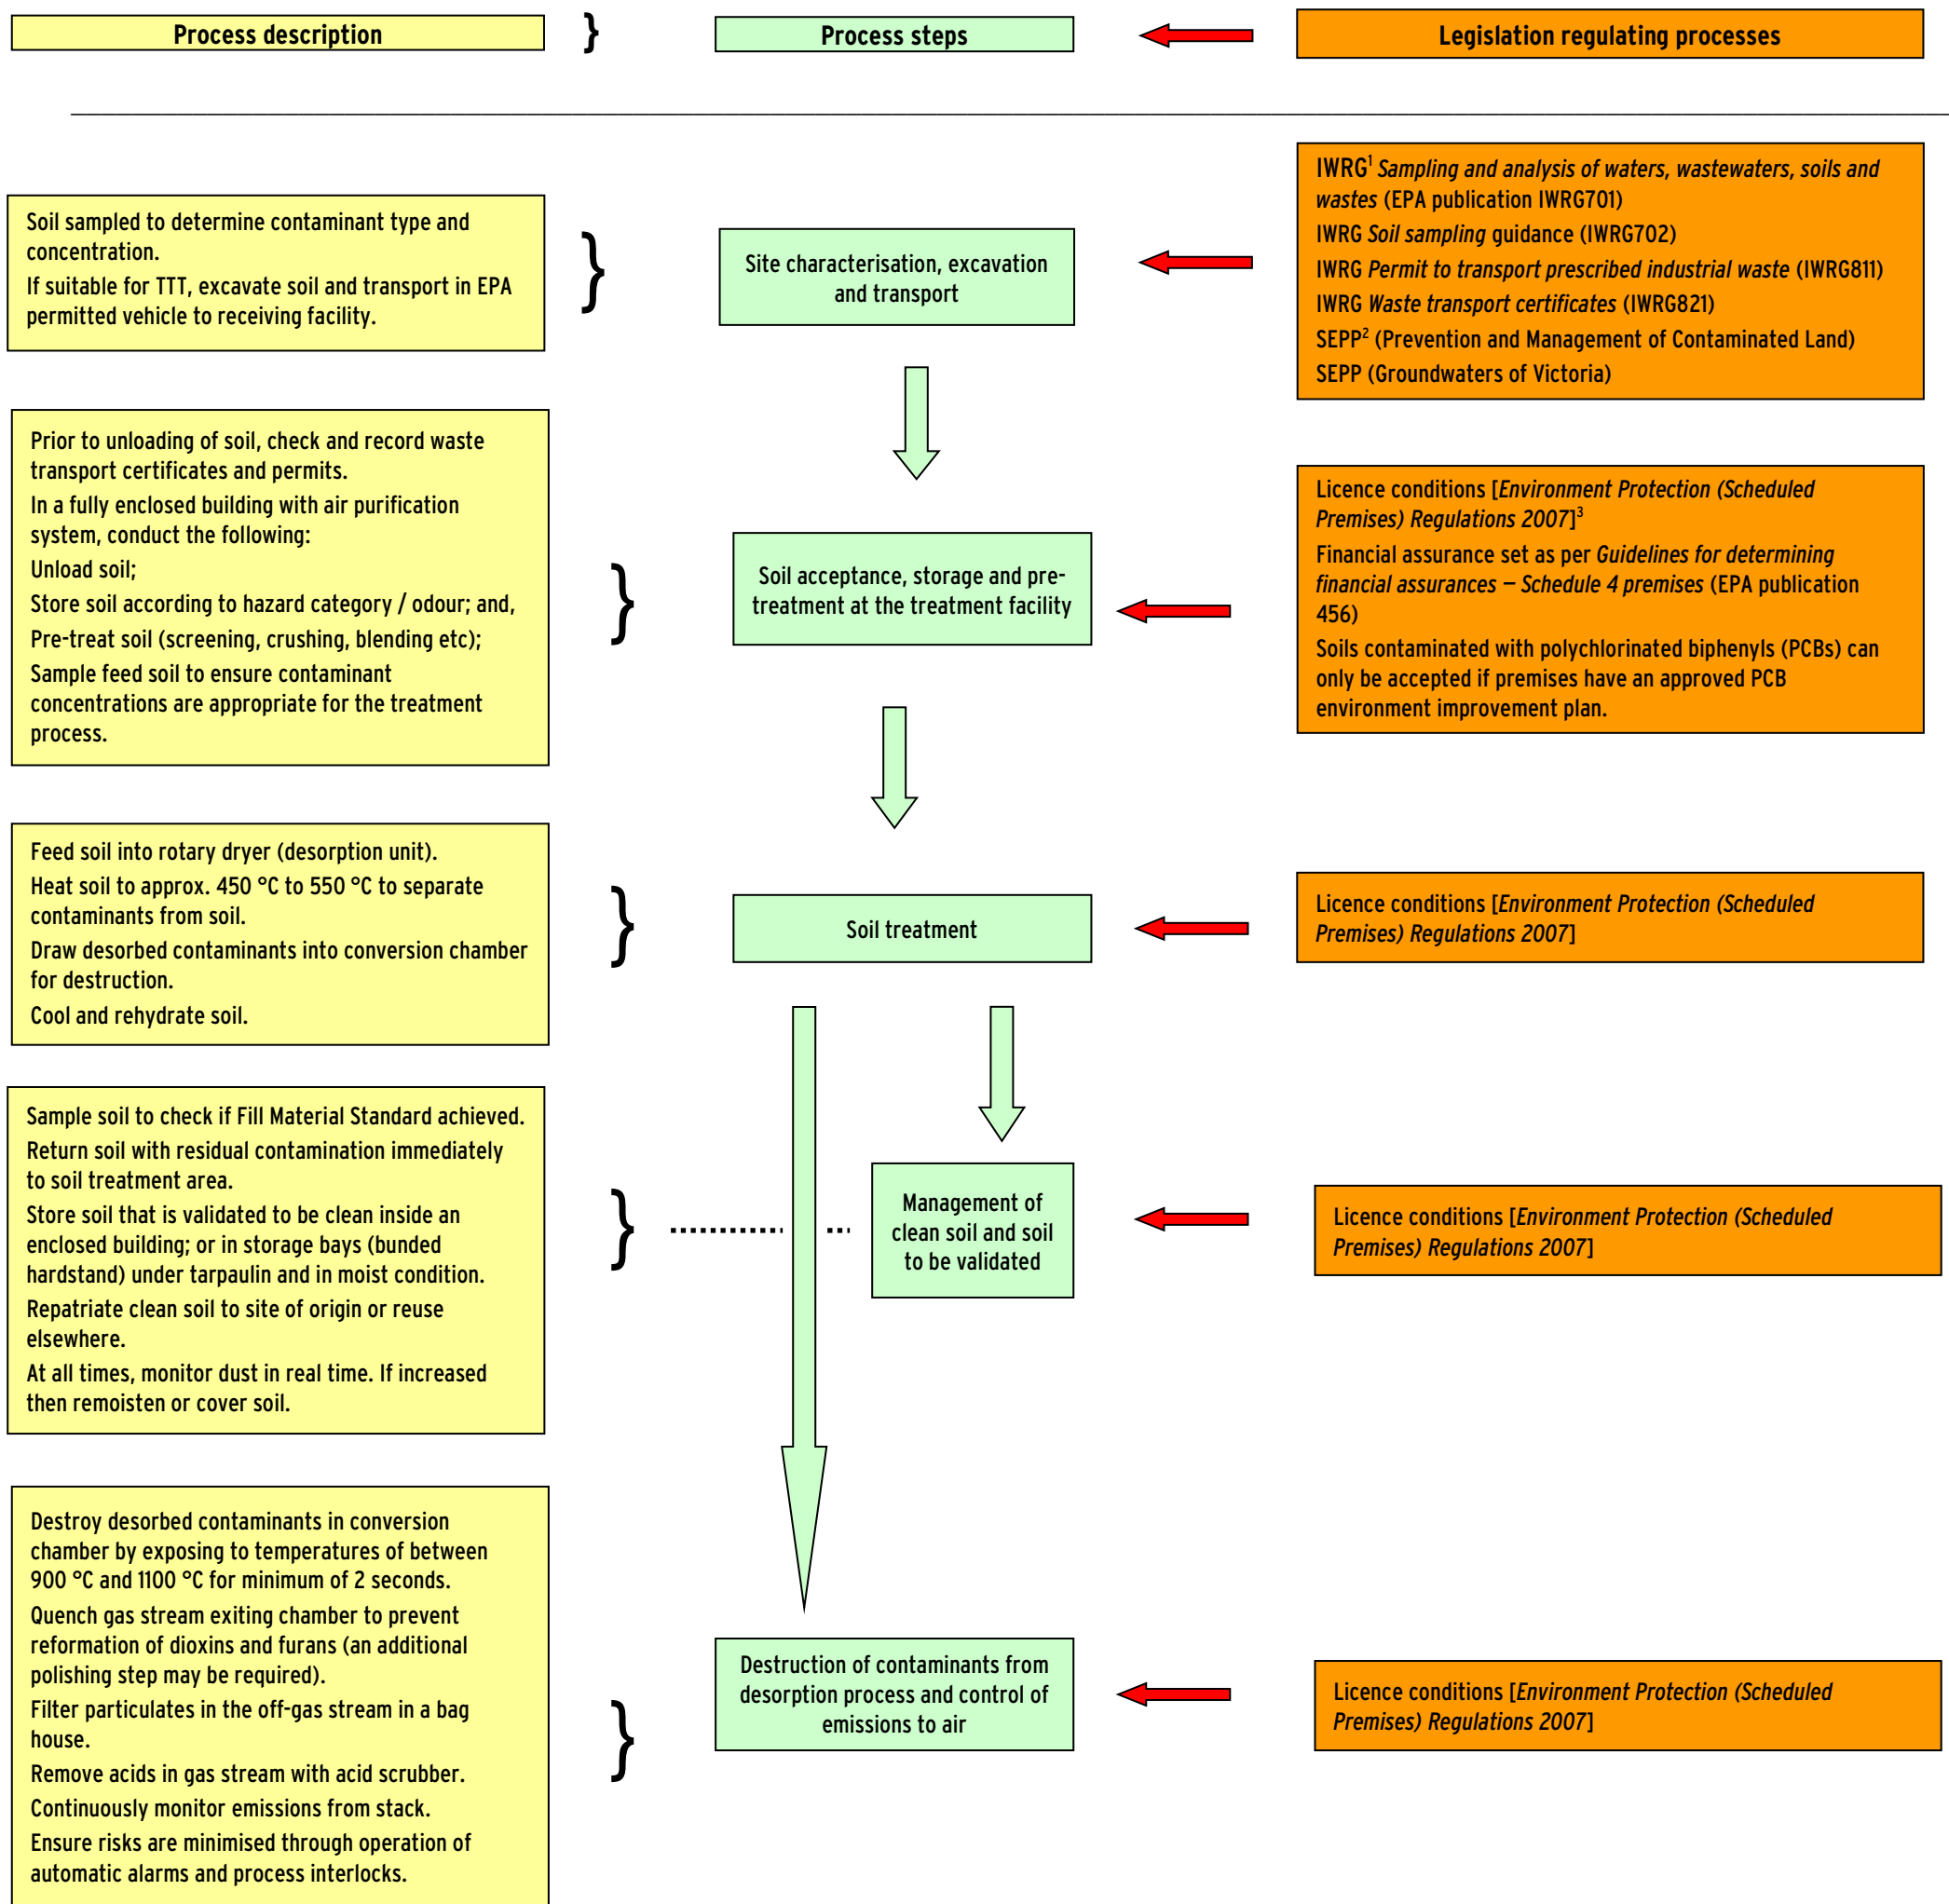 Process description
}
Process steps
Legislation regulating processes
Soil sampled to determine contaminant type and
concentration.
If suitable for TTT, excavate soil and transport in EPA
permitted vehicle to receiving facility.
}
Site characterisation, excavation
and transport
IWRG¹ Sampling and analysis of waters, wastewaters, soils and
wastes (EPA publication IWRG701)
IWRG Soil sampling guidance (IWRG702)
IWRG Permit to transport prescribed industrial waste (IWRG811)
IWRG Waste transport certificates (IWRG821)
SEPP² (Prevention and Management of Contaminated Land)
SEPP (Groundwaters of Victoria)
Prior to unloading of soil, check and record waste
transport certificates and permits.
In a fully enclosed building with air purification
system, conduct the following:
Unload soil;
Store soil according to hazard category / odour; and,
Pre-treat soil (screening, crushing, blending etc);
Sample feed soil to ensure contaminant
concentrations are appropriate for the treatment
process.
}
Soil acceptance, storage and pre-
treatment at the treatment facility
Licence conditions [Environment Protection (Scheduled
Premises) Regulations 2007]³
Financial assurance set as per Guidelines for determining
financial assurances – Schedule 4 premises (EPA publication
456)
Soils contaminated with polychlorinated biphenyls (PCBs) can
only be accepted if premises have an approved PCB
environment improvement plan.
Feed soil into rotary dryer (desorption unit).
Heat soil to approx. 450 °C to 550 °C to separate
contaminants from soil.
Draw desorbed contaminants into conversion chamber
for destruction.
Cool and rehydrate soil.
}
Soil treatment
Licence conditions [Environment Protection (Scheduled
Premises) Regulations 2007]
Sample soil to check if Fill Material Standard achieved.
Return soil with residual contamination immediately
to soil treatment area.
Store soil that is validated to be clean inside an
enclosed building; or in storage bays (bunded
hardstand) under tarpaulin and in moist condition.
Repatriate clean soil to site of origin or reuse
elsewhere.
At all times, monitor dust in real time. If increased
then remoisten or cover soil.
}
Management of
clean soil and soil
to be validated
Licence conditions [Environment Protection (Scheduled
Premises) Regulations 2007]
Destroy desorbed contaminants in conversion
chamber by exposing to temperatures of between
900 °C and 1100 °C for minimum of 2 seconds.
Quench gas stream exiting chamber to prevent
reformation of dioxins and furans (an additional
polishing step may be required).
Filter particulates in the off-gas stream in a bag
house.
Remove acids in gas stream with acid scrubber.
Continuously monitor emissions from stack.
Ensure risks are minimised through operation of
automatic alarms and process interlocks.
}
Destruction of contaminants from
desorption process and control of
emissions to air
Licence conditions [Environment Protection (Scheduled
Premises) Regulations 2007]